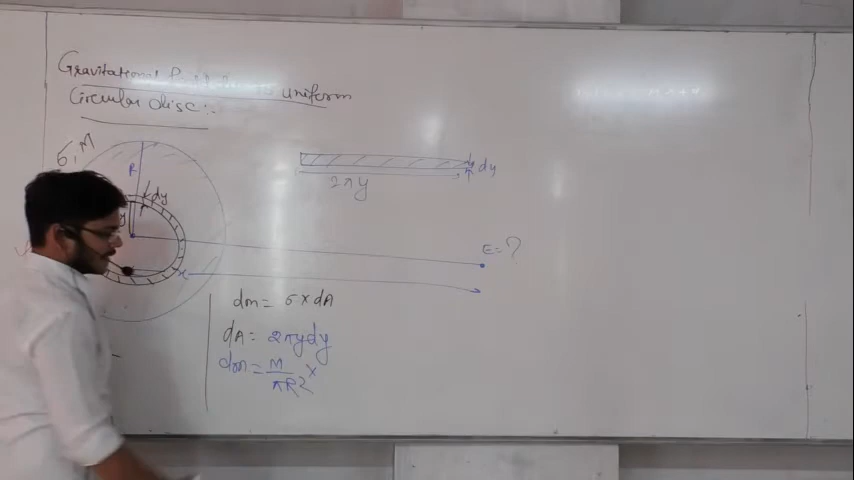 Gravitational uniform
Circular disc:-
σ, M
R
dy
y
dy
2πy
E = ?
x
dm = σ × dA
dA = 2πydy
dm = M/πR2 ×